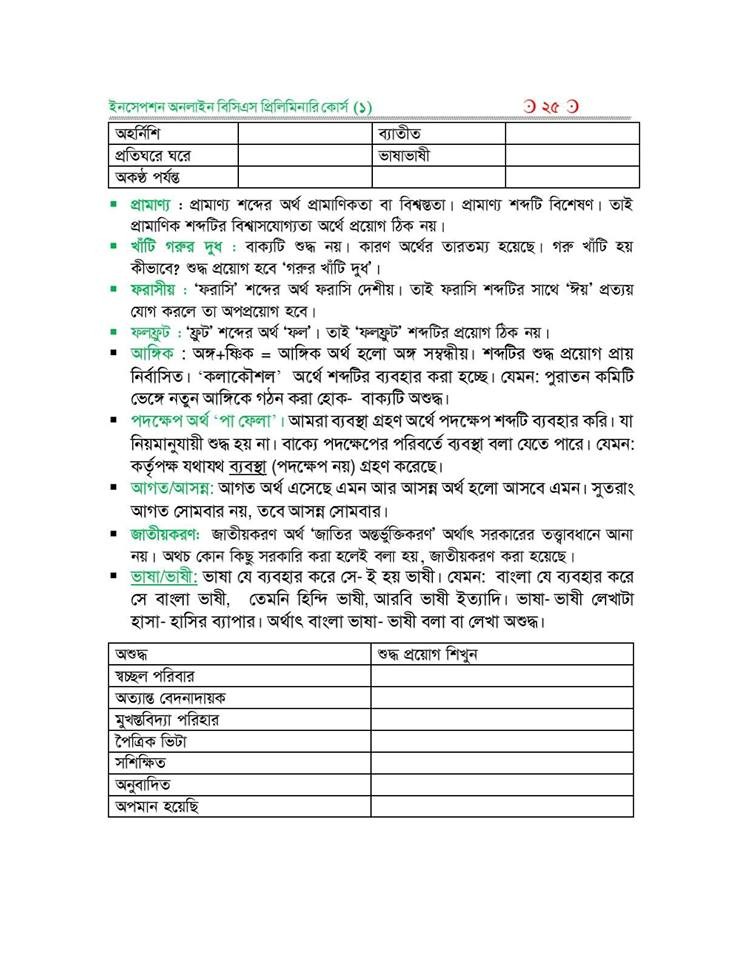 ইনসেপশন অনলাইন বিসিএস প্রিলিমিনারি কোর্স (১) ২৫
অহর্নিশি ব্যাতীত
প্রতিঘরে ঘরে ভাষাভাষী
অকণ্ঠ পর্যন্ত
▪ প্রামাণ্য : প্রামাণ্য শব্দের অর্থ প্রামাণিকতা বা বিশ্বস্ততা। প্রামাণ্য শব্দটি বিশেষণ। তাই
প্রামাণিক শব্দটির বিশ্বাসযোগ্যতা অর্থে প্রয়োগ ঠিক নয়।
▪ খাঁটি গরুর দুধ : বাক্যটি শুদ্ধ নয়। কারণ অর্থের তারতম্য হয়েছে। গরু খাঁটি হয়
কীভাবে? শুদ্ধ প্রয়োগ হবে ‘গরুর খাঁটি দুধ’।
▪ ফরাসীয় : ‘ফরাসি’ শব্দের অর্থ ফরাসি দেশীয়। তাই ফরাসি শব্দটির সাথে ‘ঈয়’ প্রত্যয়
যোগ করলে তা অপপ্রয়োগ হবে।
▪ ফলফ্রুট : ‘ফ্রুট’ শব্দের অর্থ ‘ফল’। তাই ‘ফলফ্রুট’ শব্দটির প্রয়োগ ঠিক নয়।
▪ আঙ্গিক : অঙ্গ+ষ্ণিক = আঙ্গিক অর্থ হলো অঙ্গ সম্বন্ধীয়। শব্দটির শুদ্ধ প্রয়োগ প্রায়
নির্বাসিত। ‘কলাকৌশল’ অর্থে শব্দটির ব্যবহার করা হচ্ছে। যেমন: পুরাতন কমিটি
ভেঙ্গে নতুন আঙ্গিকে গঠন করা হোক- বাক্যটি অশুদ্ধ।
▪ পদক্ষেপ অর্থ ‘পা ফেলা’। আমরা ব্যবস্থা গ্রহণ অর্থে পদক্ষেপ শব্দটি ব্যবহার করি। যা
নিয়মানুযায়ী শুদ্ধ হয় না। বাক্যে পদক্ষেপের পরিবর্তে ব্যবস্থা বলা যেতে পারে। যেমন:
কর্তৃপক্ষ যথাযথ ব্যবস্থা (পদক্ষেপ নয়) গ্রহণ করেছে।
▪ আগত/আসন্ন: আগত অর্থ এসেছে এমন আর আসন্ন অর্থ হলো আসবে এমন। সুতরাং
আগত সোমবার নয়, তবে আসন্ন সোমবার।
▪ জাতীয়করণ: জাতীয়করণ অর্থ ‘জাতির অন্তর্ভুক্তিকরণ’ অর্থাৎ সরকারের তত্ত্বাবধানে আনা
নয়। অথচ কোন কিছু সরকারি করা হলেই বলা হয়, জাতীয়করণ করা হয়েছে।
▪ ভাষা/ভাষী: ভাষা যে ব্যবহার করে সে- ই হয় ভাষী। যেমন: বাংলা যে ব্যবহার করে
সে বাংলা ভাষী, তেমনি হিন্দি ভাষী, আরবি ভাষী ইত্যাদি। ভাষা- ভাষী লেখাটা
হাসা- হাসির ব্যাপার। অর্থাৎ বাংলা ভাষা- ভাষী বলা বা লেখা অশুদ্ধ।
অশুদ্ধ শুদ্ধ প্রয়োগ শিখুন
স্বচ্ছল পরিবার
অত্যান্ত বেদনাদায়ক
মুখস্তবিদ্যা পরিহার
পৈত্রিক ভিটা
সশিক্ষিত
অনুবাদিত
অপমান হয়েছি